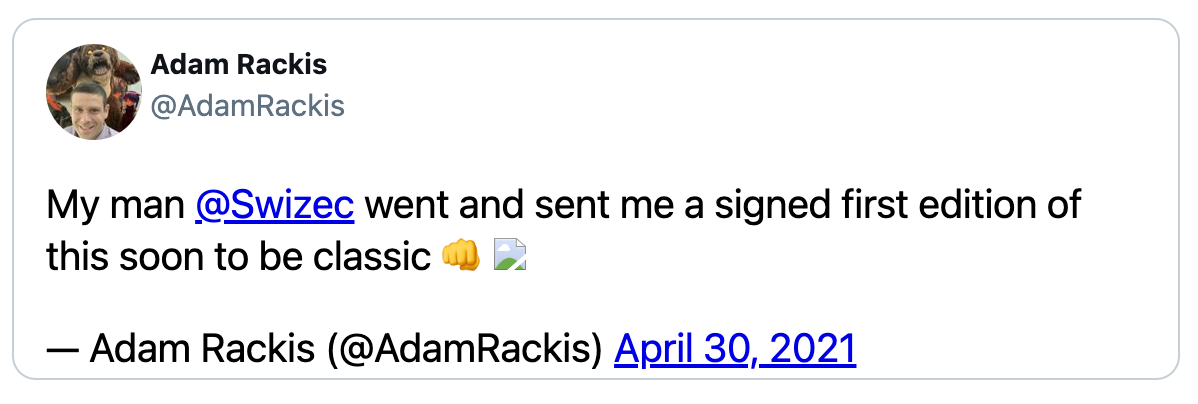 Adam Rackis
@AdamRackis
My man @Swizec went and sent me a signed first edition of
this soon to be classic 👊
— Adam Rackis (@AdamRackis) April 30, 2021